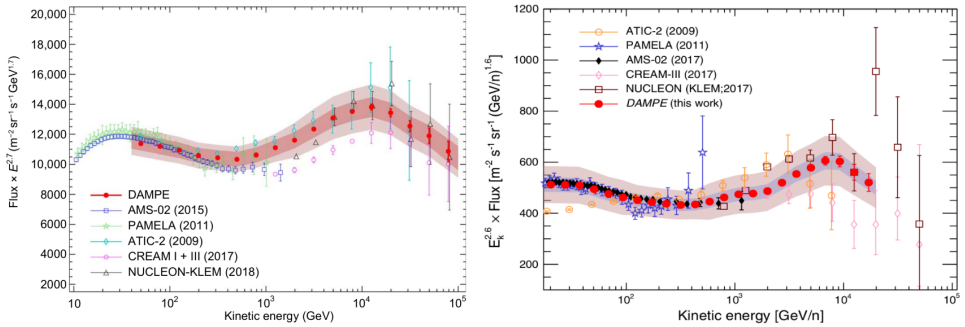 20,000
18,000
16,000
14,000
12,000
10,000
8000
6000
4000
2000
Flux × E^2.7 (m^−2 s^−1 sr^−1 GeV^1.7)
DAMPE
AMS-02 (2015)
PAMELA (2011)
ATIC-2 (2009)
CREAM I + III (2017)
NUCLEON-KLEM (2018)
10 10^2 10^3 10^4 10^5
Kinetic energy (GeV)
1200
1000
800
600
400
200
0
E_k^2.6 × Flux [m^-2 s^-1 sr^-1 (GeV/n)^1.6]
ATIC-2 (2009)
PAMELA (2011)
AMS-02 (2017)
CREAM-III (2017)
NUCLEON (KLEM;2017)
DAMPE (this work)
10^2 10^3 10^4 10^5
Kinetic energy [GeV/n]